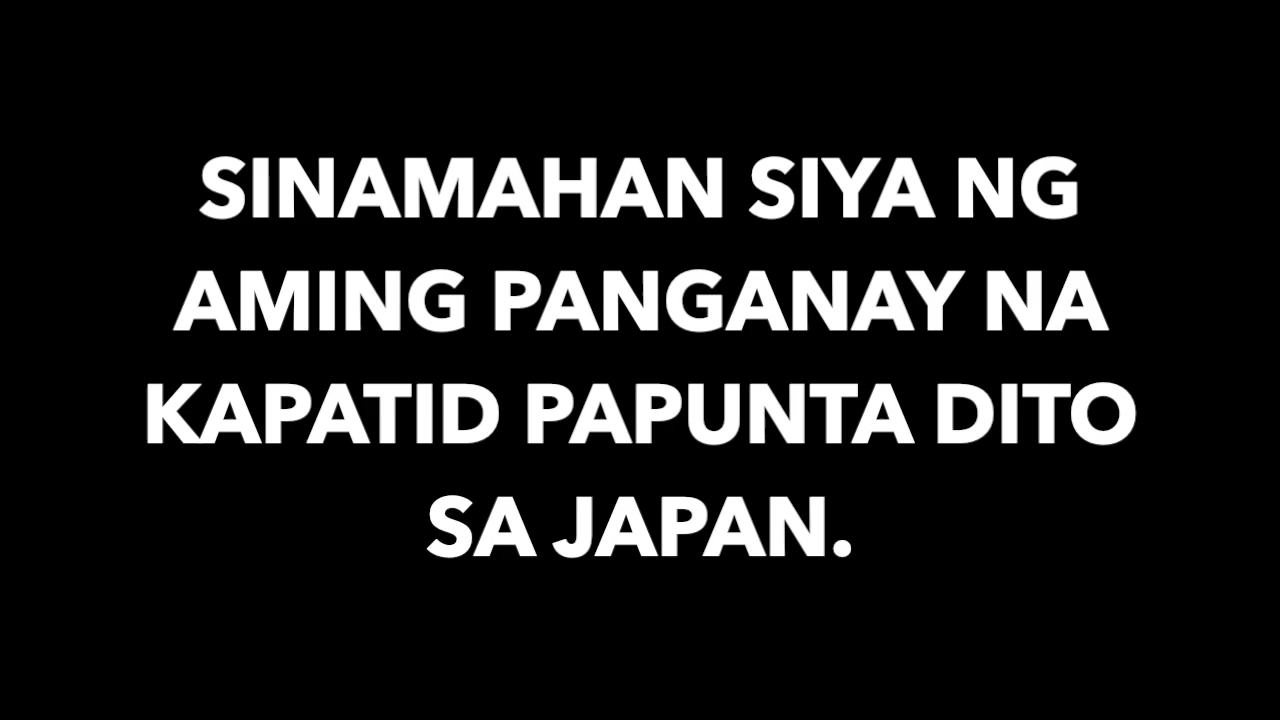 SINAMAHAN SIYA NG
AMING PANGANAY NA
KAPATID PAPUNTA DITO
SA JAPAN.